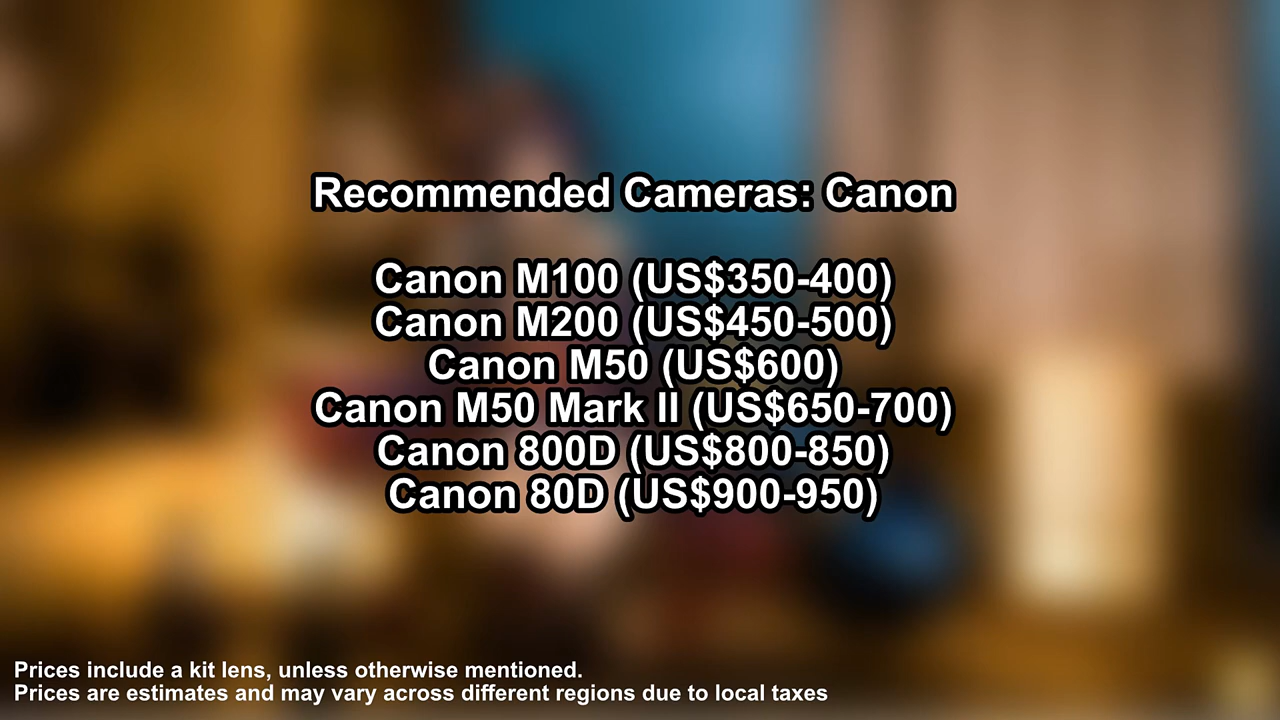 Recommended Cameras: Canon
Canon M100 (US$350-400)
Canon M200 (US$450-500)
Canon M50 (US$600)
Canon M50 Mark II (US$650-700)
Canon 800D (US$800-850)
Canon 80D (US$900-950)
Prices include a kit lens, unless otherwise mentioned.
Prices are estimates and may vary across different regions due to local taxes